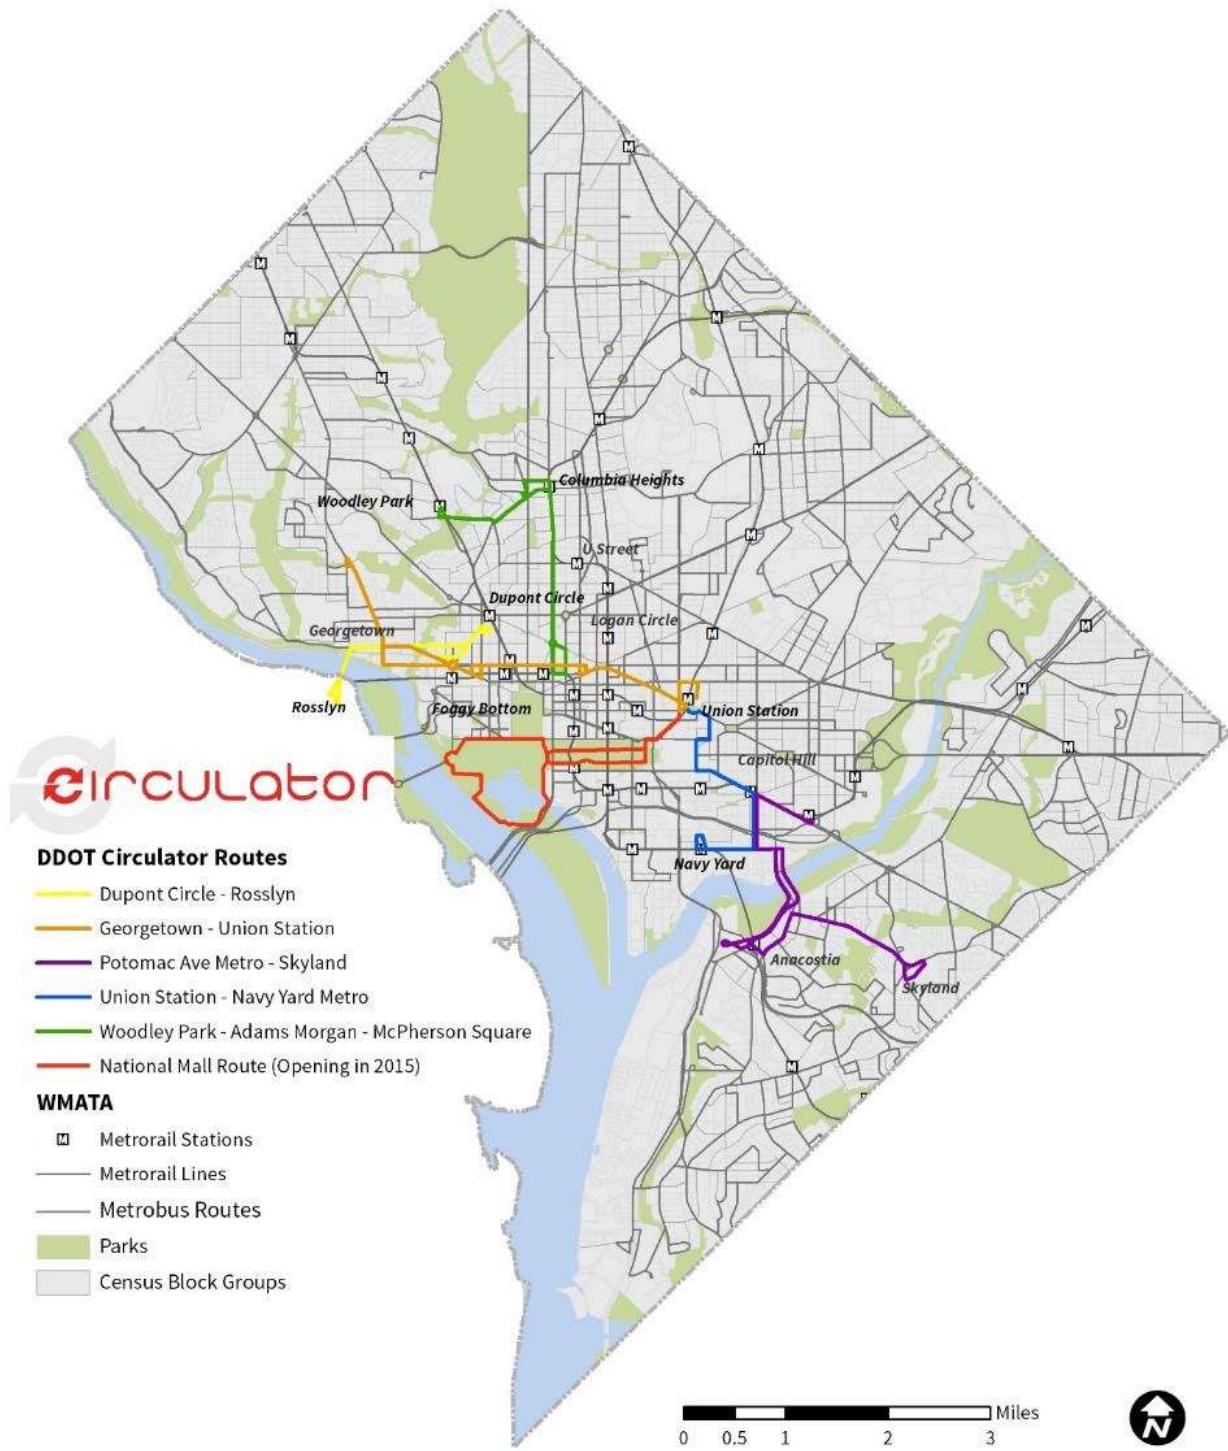 Columbia Heights
Woodley Park
U Street
Dupont Circle
Logan Circle
Georgetown
Rosslyn
Foggy Bottom
Union Station
Capitol Hill
Navy Yard
Anacostia
Skyland
circulator
DDOT Circulator Routes
Dupont Circle - Rosslyn
Georgetown - Union Station
Potomac Ave Metro - Skyland
Union Station - Navy Yard Metro
Woodley Park - Adams Morgan - McPherson Square
National Mall Route (Opening in 2015)
WMATA
M Metrorail Stations
Metrorail Lines
Metrobus Routes
Parks
Census Block Groups
Miles
0 0.5 1 2 3
N